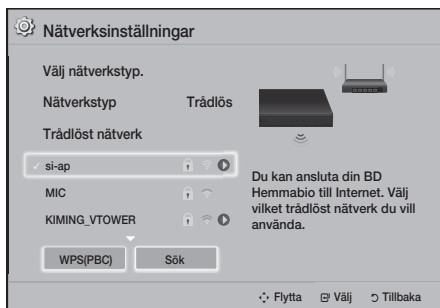 Nätverksinställningar
Välj nätverkstyp.
Nätverkstyp Trådlös
Trådlöst nätverk
si-ap
MIC
KIMING_VTOWER
WPS(PBC) Sök
Du kan ansluta din BD
Hemmabio till Internet. Välj
vilket trådlöst nätverk du vill
använda.
Flytta Välj Tillbaka